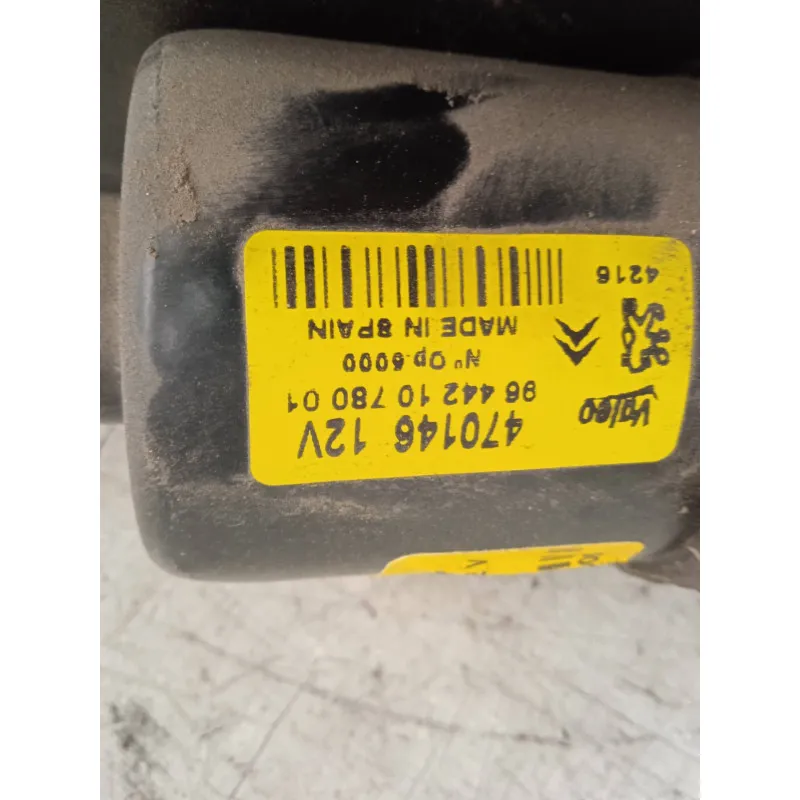 Valeo
470146 12V
96 442 10 780 01
N° Op 6000
MADE IN SPAIN
4216